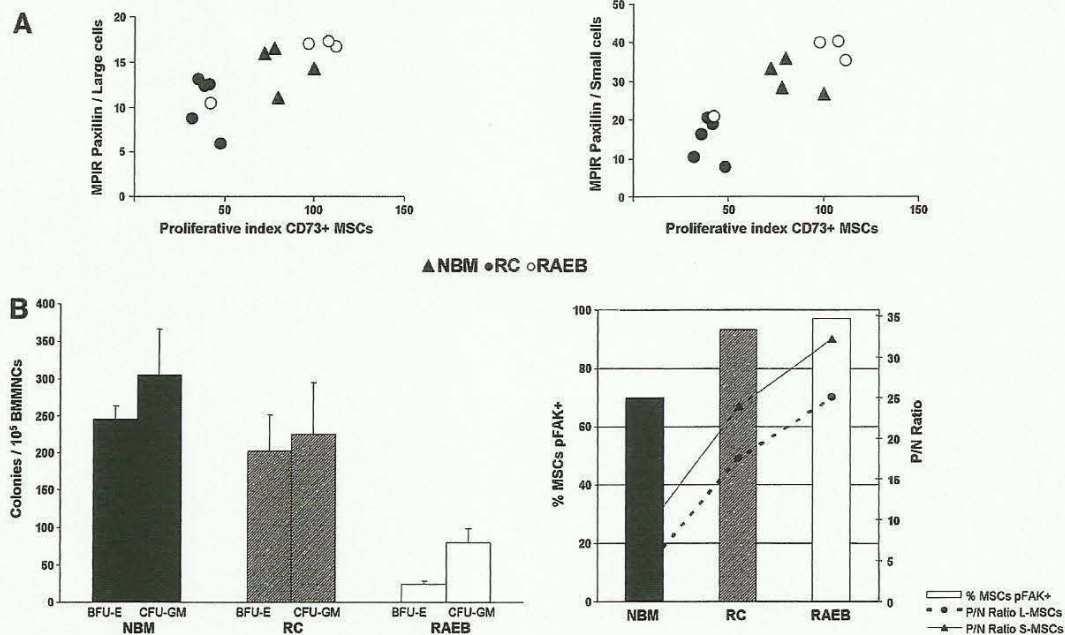 A
MPIR Paxillin / Large cells
20
15
10
5
0
50
100
150
Proliferative index CD73+ MSCs
MPIR Paxillin / Small cells
50
40
30
20
10
0
50
100
150
Proliferative index CD73+ MSCs
▲NBM ●RC ○RAEB
B
Colonies / 10⁵ BMMNCs
400
350
300
250
200
150
100
50
0
BFU-E CFU-GM BFU-E CFU-GM BFU-E CFU-GM
NBM RC RAEB
% MSCs pFAK+
100
80
60
40
20
0
NBM RC RAEB
35
30
25
20
15
10
5
0
P/N Ratio
% MSCs pFAK+
P/N Ratio L-MSCs
P/N Ratio S-MSCs